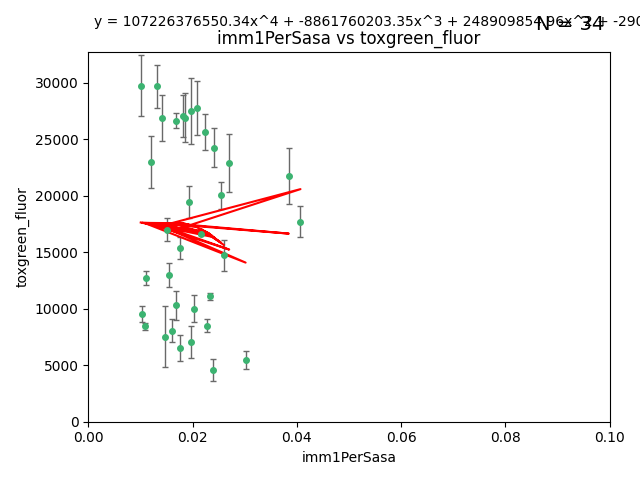 y = 107226376550.34x^4 + -8861760203.35x^3 + 248909854.96x^2 + -290
N = 34
imm1PerSasa vs toxgreen_fluor
30000
25000
20000
15000
10000
5000
0
toxgreen_fluor
0.00 0.02 0.04 0.06 0.08 0.10
imm1PerSasa